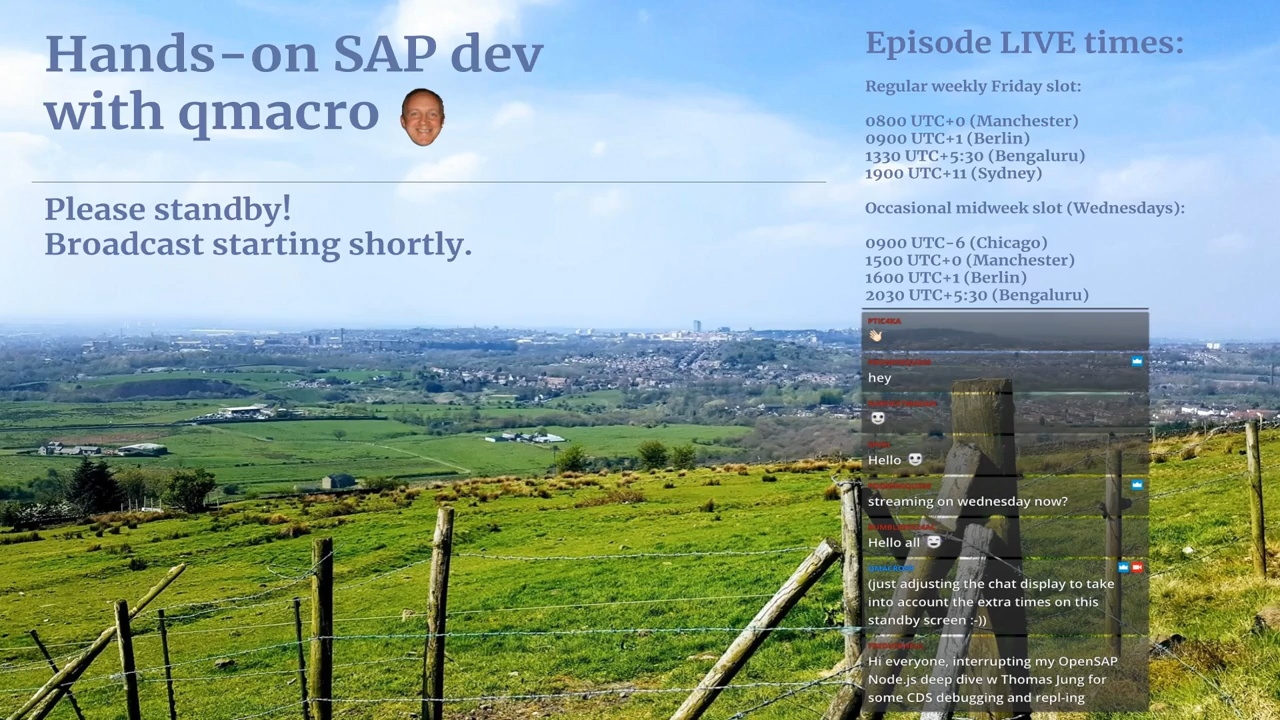 Hands-on SAP dev
with qmacro
Please standby!
Broadcast starting shortly.
Episode LIVE times:
Regular weekly Friday slot:
0800 UTC+0 (Manchester)
0900 UTC+1 (Berlin)
1330 UTC+5:30 (Bengaluru)
1900 UTC+11 (Sydney)
Occasional midweek slot (Wednesdays):
0900 UTC-6 (Chicago)
1500 UTC+0 (Manchester)
1600 UTC+1 (Berlin)
2030 UTC+5:30 (Bengaluru)
PTIC4KA
hey
Hello
streaming on wednesday now?
Hello all
(just adjusting the chat display to take
into account the extra times on this
standby screen :-))
Hi everyone, interrupting my OpenSAP
Node.js deep dive w Thomas Jung for
some CDS debugging and repl-ing